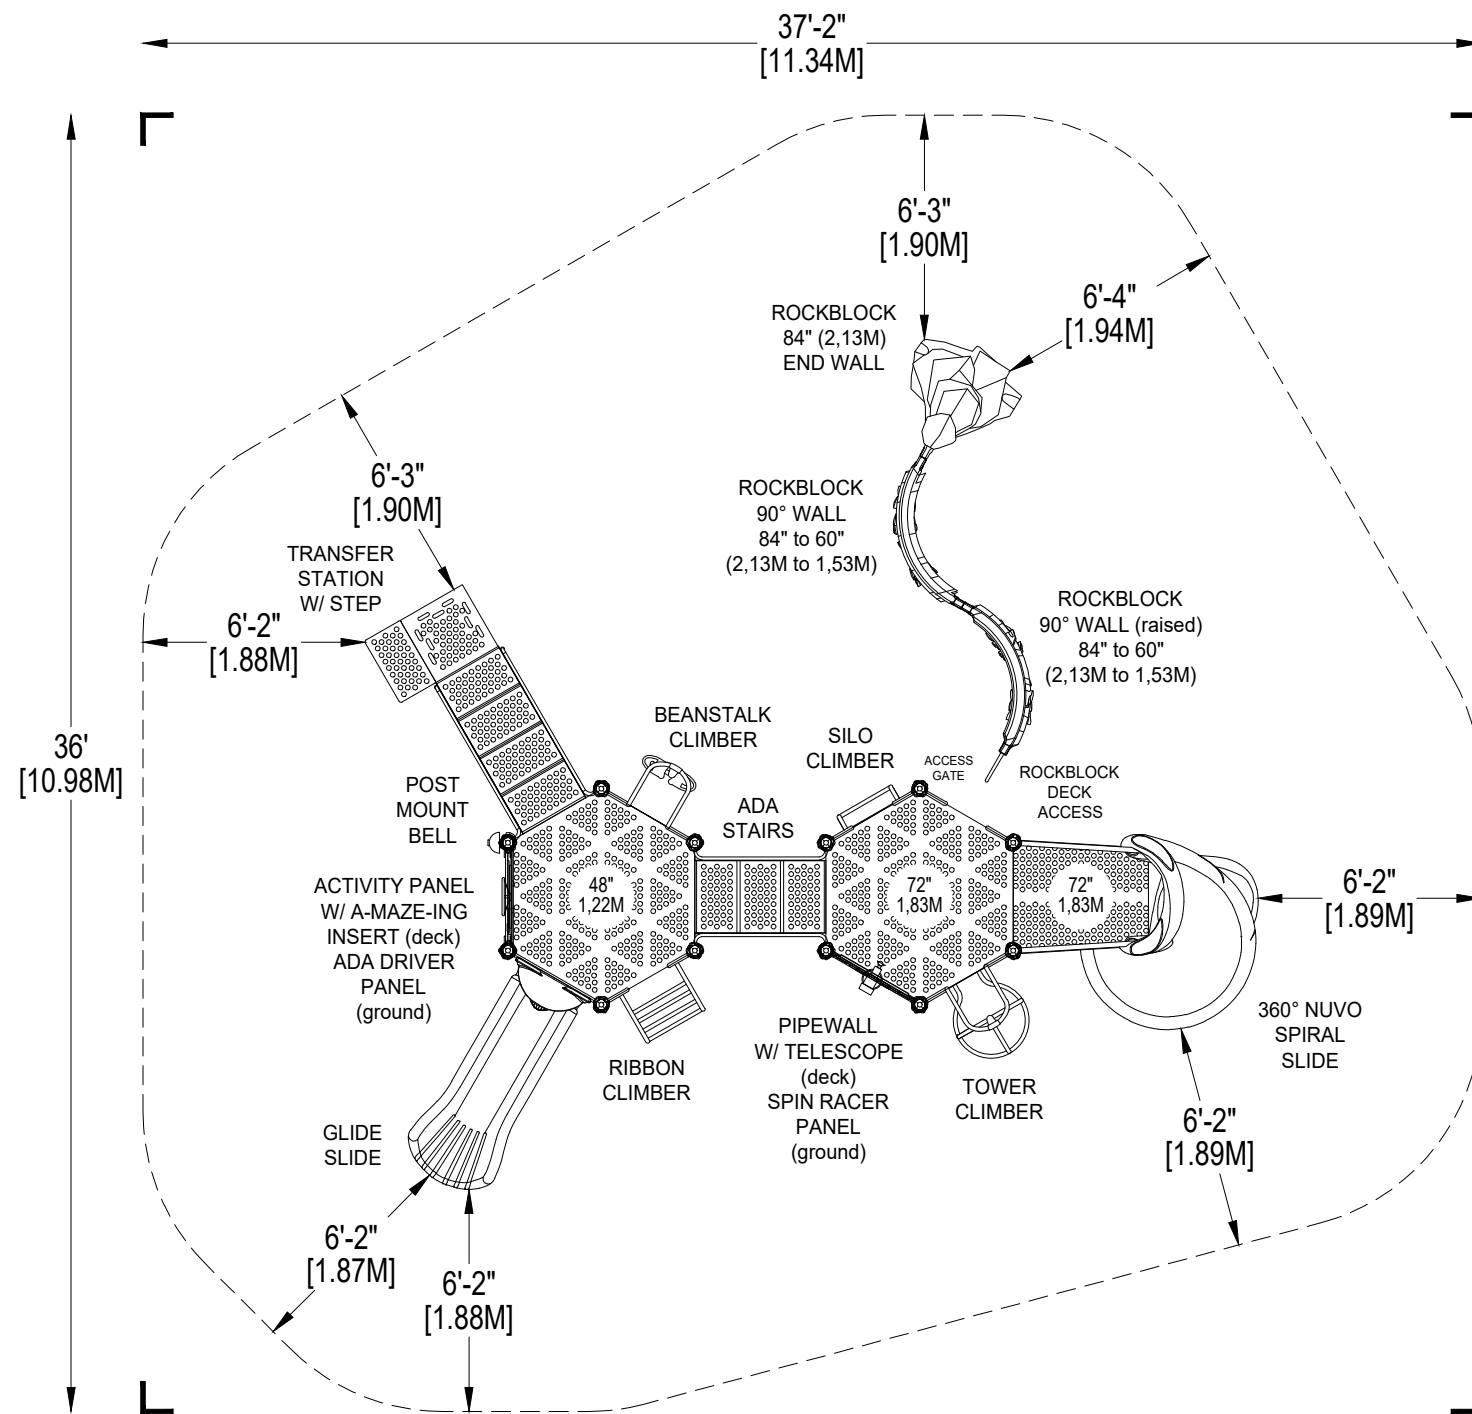 37'-2"
[11.34M]
6'-3"
[1.90M]
6'-4"
[1.94M]
ROCKBLOCK
84" (2,13M)
END WALL
6'-3"
[1.90M]
ROCKBLOCK
90° WALL
84" to 60"
(2,13M to 1,53M)
TRANSFER
STATION
W/ STEP
6'-2"
[1.88M]
ROCKBLOCK
90° WALL (raised)
84" to 60"
(2,13M to 1,53M)
36'
[10.98M]
BEANSTALK
CLIMBER
SILO
CLIMBER
ACCESS
GATE
ROCKBLOCK
DECK
ACCESS
POST
MOUNT
BELL
ADA
STAIRS
ACTIVITY PANEL
W/ A-MAZE-ING
INSERT (deck)
ADA DRIVER
PANEL
(ground)
48"
1,22M
72"
1,83M
72"
1,83M
6'-2"
[1.89M]
360° NUVO
SPIRAL
SLIDE
RIBBON
CLIMBER
PIPEWALL
W/ TELESCOPE
(deck)
SPIN RACER
PANEL
(ground)
TOWER
CLIMBER
GLIDE
SLIDE
6'-2"
[1.89M]
6'-2"
[1.87M]
6'-2"
[1.88M]